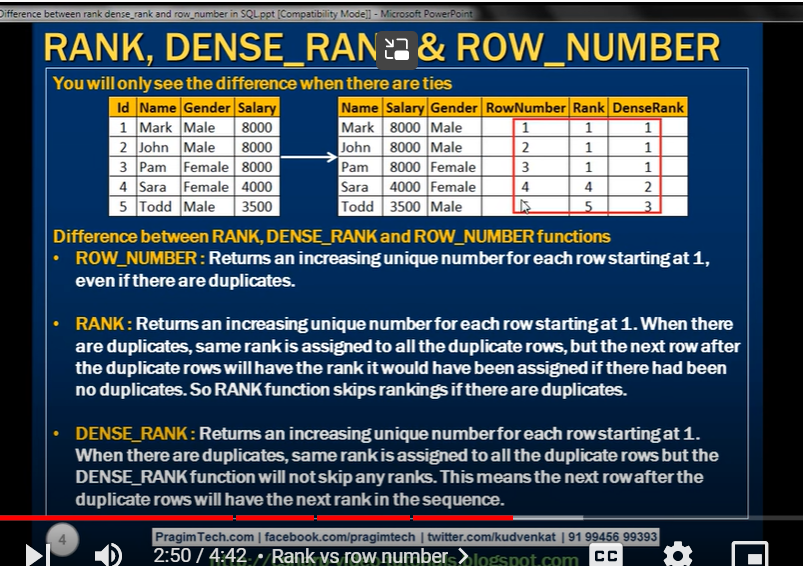 Difference between rank dense_rank and row_number in SQL.ppt [Compatibility Mode]] - Microsoft PowerPoint
RANK, DENSE_RAN & ROW_NUMBER
You will only see the difference when there are ties
Id Name Gender Salary
1 Mark Male 8000
2 John Male 8000
3 Pam Female 8000
4 Sara Female 4000
5 Todd Male 3500
Name Salary Gender RowNumber Rank DenseRank
Mark 8000 Male 1 1 1
John 8000 Male 2 1 1
Pam 8000 Female 3 1 1
Sara 4000 Female 4 4 2
Todd 3500 Male 5 3
Difference between RANK, DENSE_RANK and ROW_NUMBER functions
• ROW_NUMBER : Returns an increasing unique number for each row starting at 1,
even if there are duplicates.
• RANK : Returns an increasing unique number for each row starting at 1. When there
are duplicates, same rank is assigned to all the duplicate rows, but the next row after
the duplicate rows will have the rank it would have been assigned if there had been
no duplicates. So RANK function skips rankings if there are duplicates.
• DENSE_RANK : Returns an increasing unique number for each row starting at 1.
When there are duplicates, same rank is assigned to all the duplicate rows but the
DENSE_RANK function will not skip any ranks. This means the next row after the
duplicate rows will have the next rank in the sequence.
4
PragimTech.com | facebook.com/pragimtech | twitter.com/kudvenkat | 91 99456 99393
2:50 / 4:42 • Rank vs row number
CC
.blogspot.com